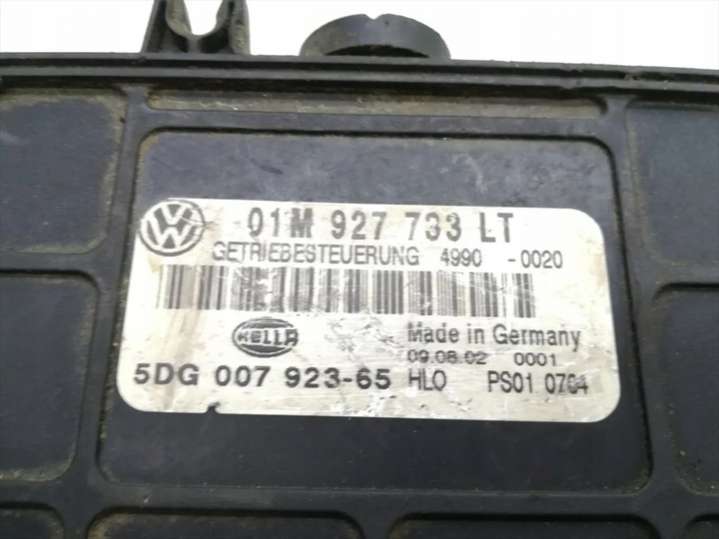 01M 927 733 LT
GETRIEBESTEUERUNG 4990 -0020
HELLA
Made in Germany
09.08.02 0001
5DG 007 923-65 HLO PS01 0764